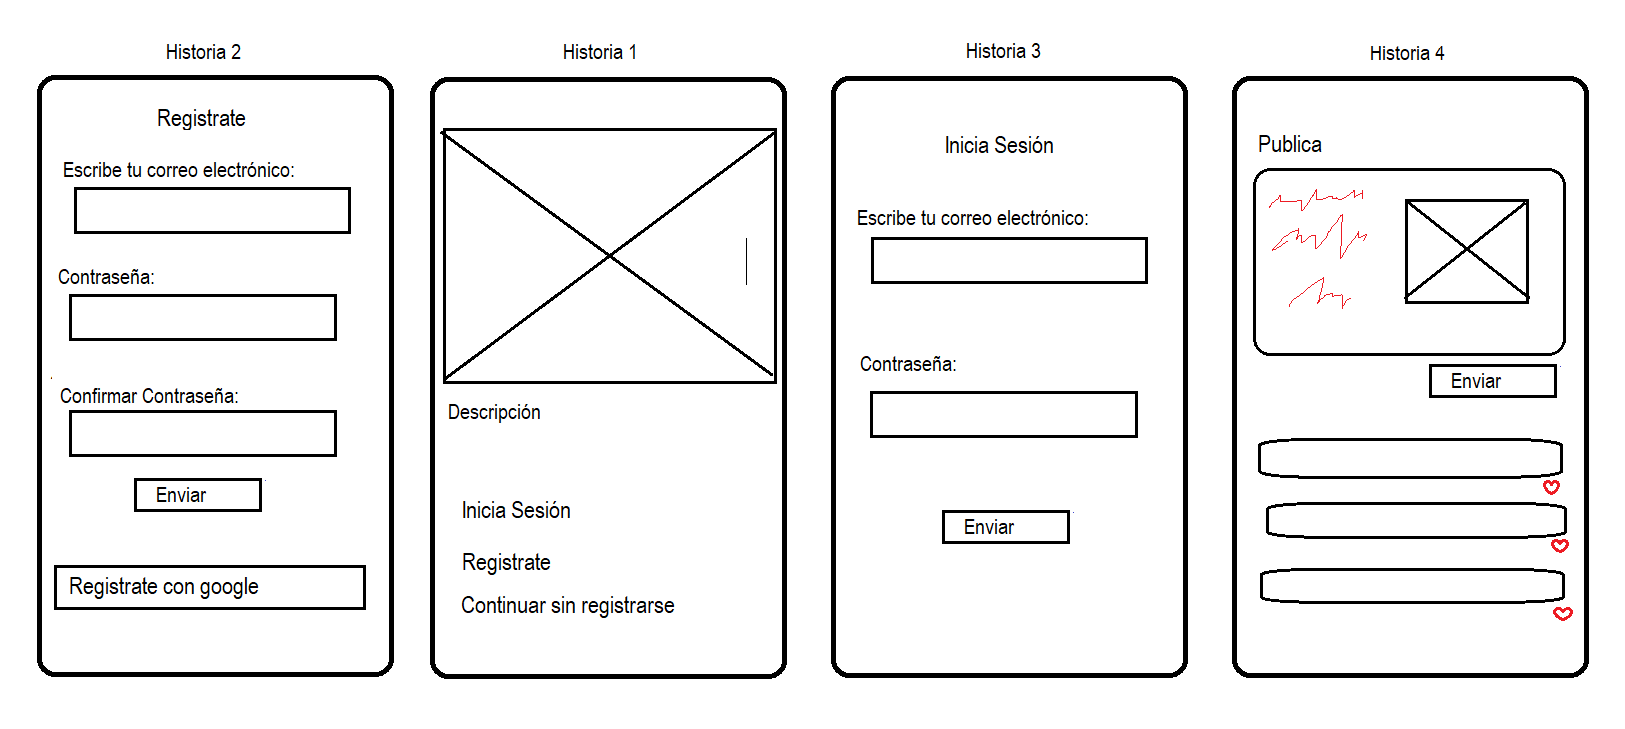 Historia 2
Registrate
Escribe tu correo electrónico:
Contraseña:
Confirmar Contraseña:
Enviar
Registrate con google
Historia 1
Descripción
Inicia Sesión
Registrate
Continuar sin registrarse
Historia 3
Inicia Sesión
Escribe tu correo electrónico:
Contraseña:
Enviar
Historia 4
Publica
Enviar